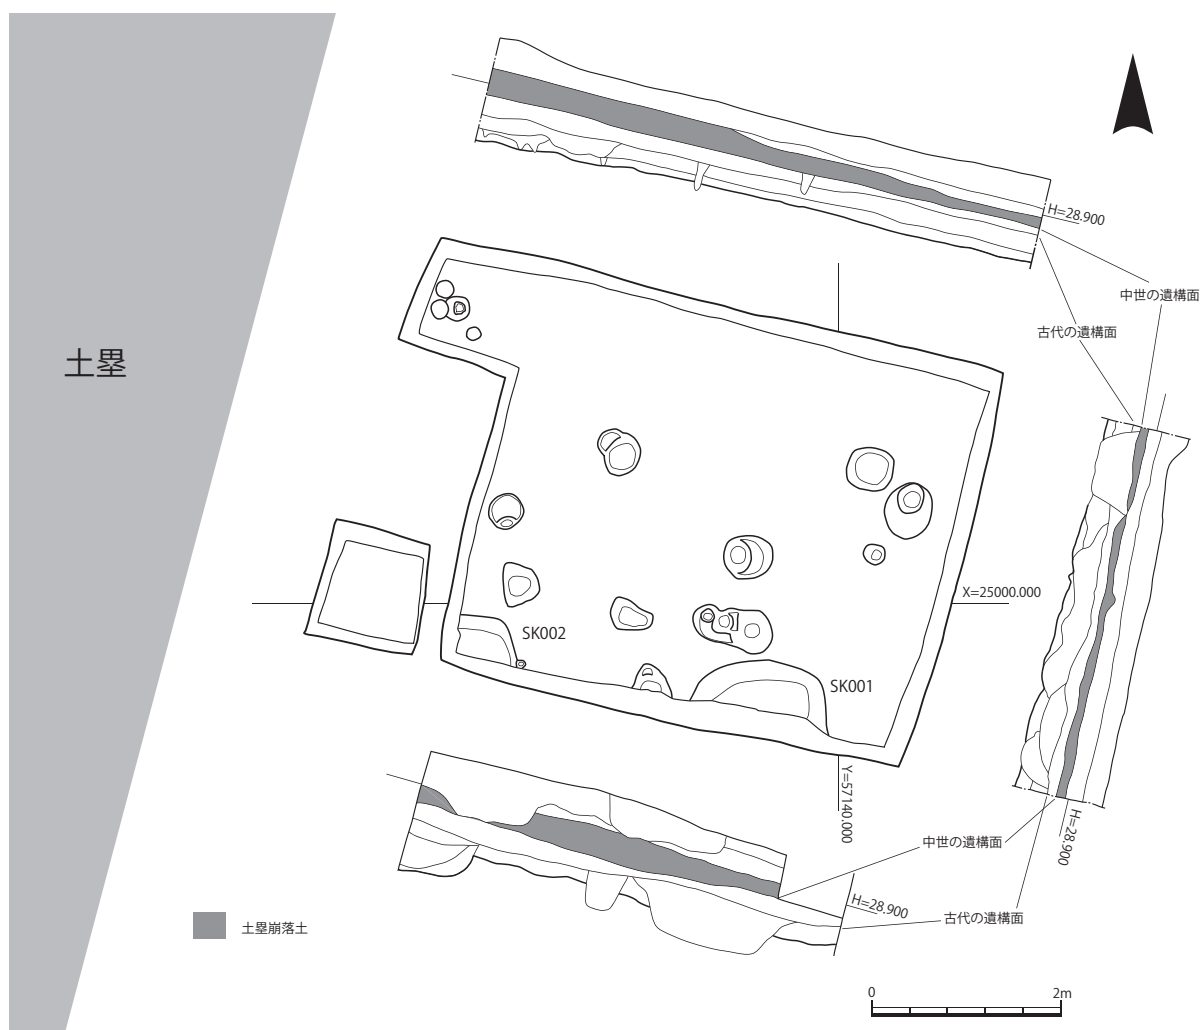 H=28.900
中世の遺構面
古代の遺構面
土塁
X=25000.000
SK002
SK001
Y=57140.000
H=28.900
中世の遺構面
H=28.900
古代の遺構面
土塁崩落土
0 2m